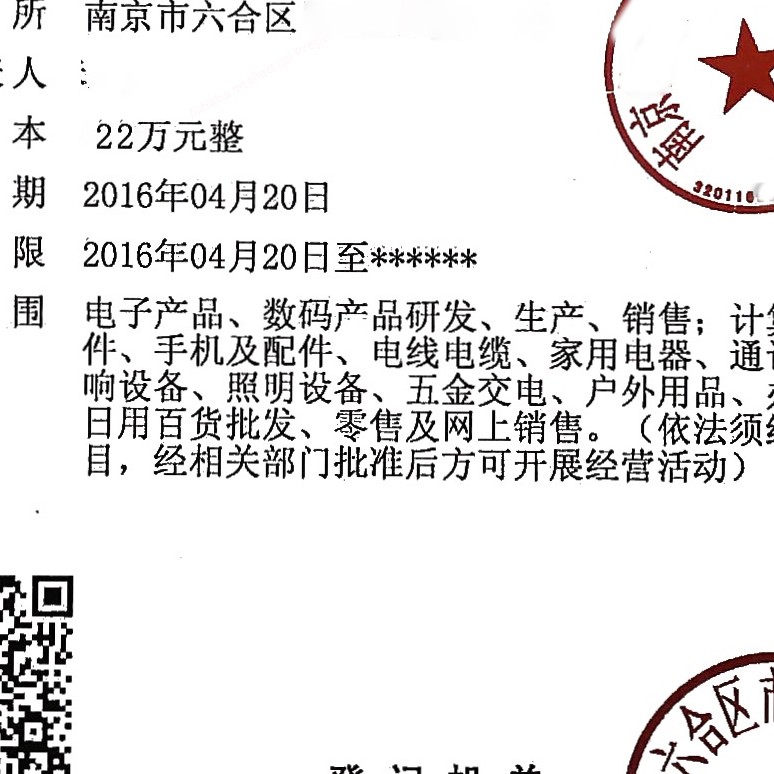 所 南京市六合区
人
本 22万元整
期 2016年04月20日
限 2016年04月20日至******
围 电子产品、数码产品研发、生产、销售；计算
件、手机及配件、电线电缆、家用电器、通
响设备、照明设备、五金交电、户外用品、
日用百货批发、零售及网上销售。（依法须
目，经相关部门批准后方可开展经营活动）
南京
320116
六合区市
登记机关